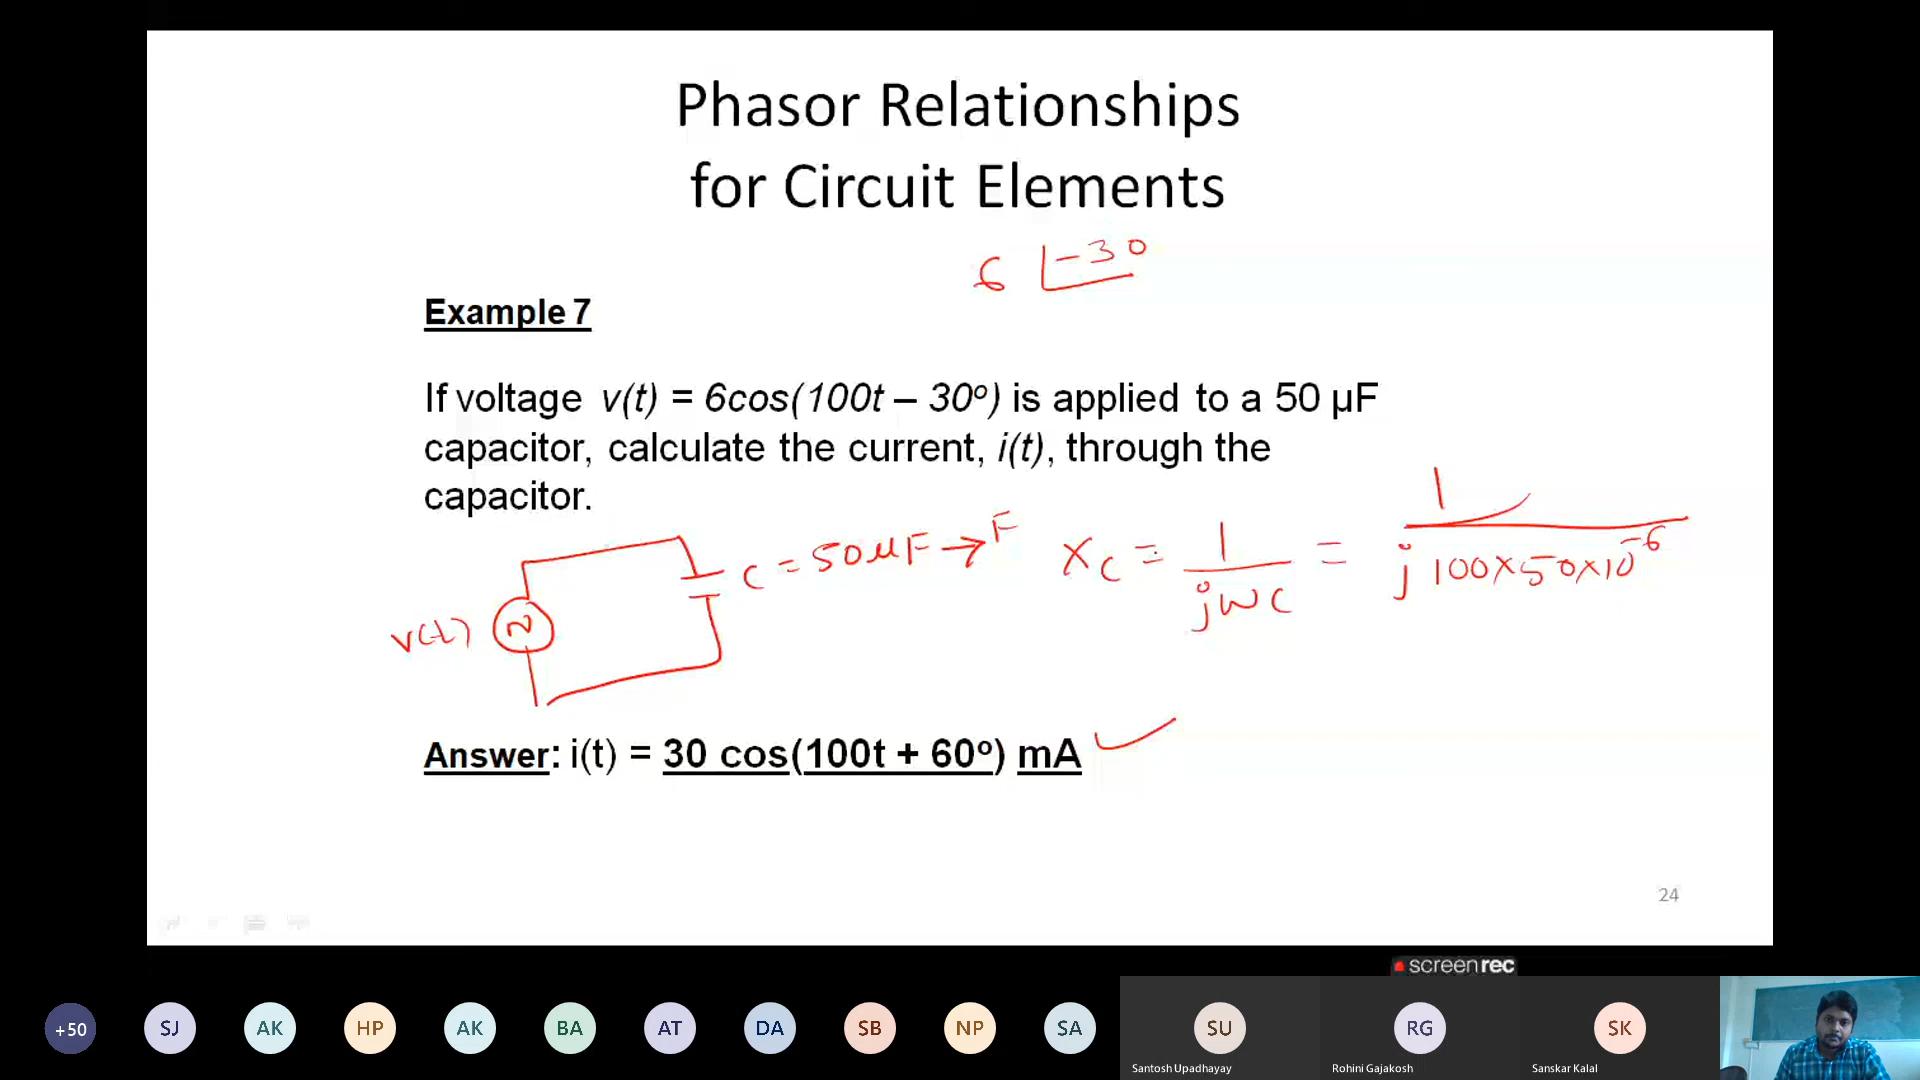 Phasor Relationships
for Circuit Elements
6 |-30
Example 7
If voltage v(t) = 6cos(100t – 30º) is applied to a 50 µF
capacitor, calculate the current, i(t), through the
capacitor.
v(t) N C = 50µF → F
Xc = 1/jwc = 1/j 100×50×10^-6
Answer: i(t) = 30 cos(100t + 60º) mA ✓
24
screenrec
+50 SJ AK HP AK BA AT DA SB NP SA SU RG SK
Santosh Upadhayay Rohini Gajakosh Sanskar Kalal